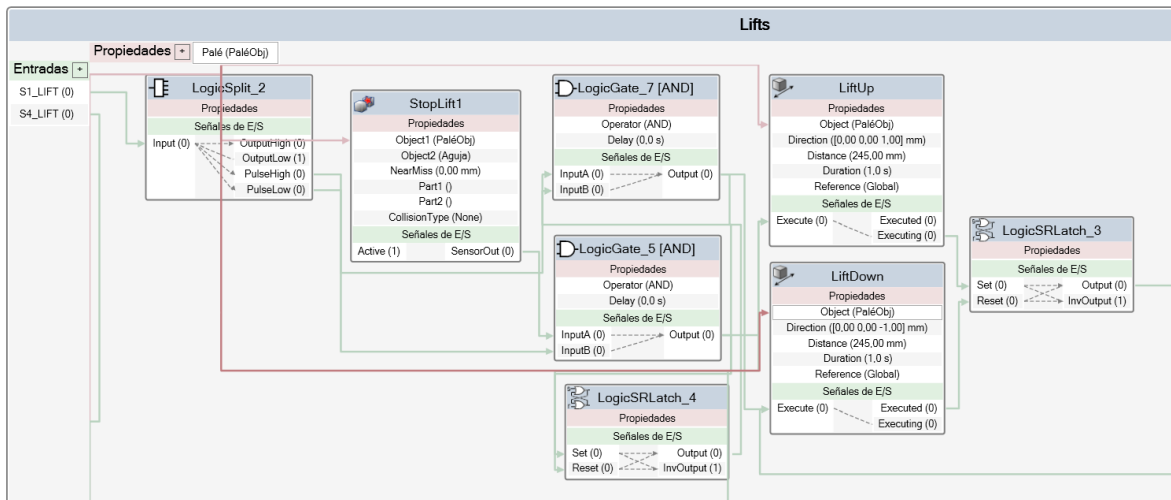 Lifts
Propiedades + Palé (PaléObj)
Entradas +
S1_LIFT (0)
S4_LIFT (0)
LogicSplit_2
Propiedades
Señales de E/S
Input (0) OutputHigh (0)
OutputLow (1)
PulseHigh (0)
PulseLow (0)
StopLift1
Propiedades
Object1 (PaléObj)
Object2 (Aguja)
NearMiss (0,00 mm)
Part1 ()
Part2 ()
CollisionType (None)
Señales de E/S
Active (1) SensorOut (0)
LogicGate_7 [AND]
Propiedades
Operator (AND)
Delay (0,0 s)
Señales de E/S
InputA (0) Output (0)
InputB (0)
LogicGate_5 [AND]
Propiedades
Operator (AND)
Delay (0,0 s)
Señales de E/S
InputA (0) Output (0)
InputB (0)
LogicSRLatch_4
Propiedades
Señales de E/S
Set (0) Output (0)
Reset (0) InvOutput (1)
LiftUp
Propiedades
Object (PaléObj)
Direction ([0,00 0,00 1,00] mm)
Distance (245,00 mm)
Duration (1,0 s)
Reference (Global)
Señales de E/S
Execute (0) Executed (0)
Executing (0)
LiftDown
Propiedades
Object (PaléObj)
Direction ([0,00 0,00 -1,00] mm)
Distance (245,00 mm)
Duration (1,0 s)
Reference (Global)
Señales de E/S
Execute (0) Executed (0)
Executing (0)
LogicSRLatch_3
Propiedades
Señales de E/S
Set (0) Output (0)
Reset (0) InvOutput (1)